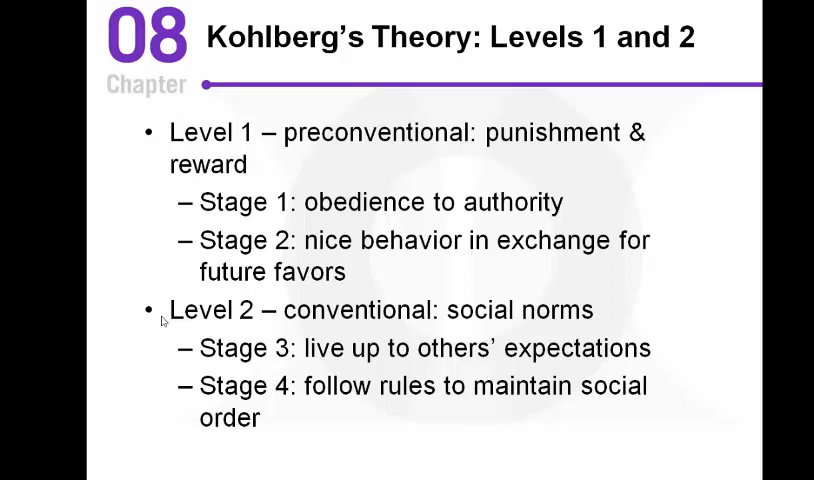 08
Chapter
Kohlberg's Theory: Levels 1 and 2
• Level 1 – preconventional: punishment &
reward
– Stage 1: obedience to authority
– Stage 2: nice behavior in exchange for
future favors
• Level 2 – conventional: social norms
– Stage 3: live up to others’ expectations
– Stage 4: follow rules to maintain social
order